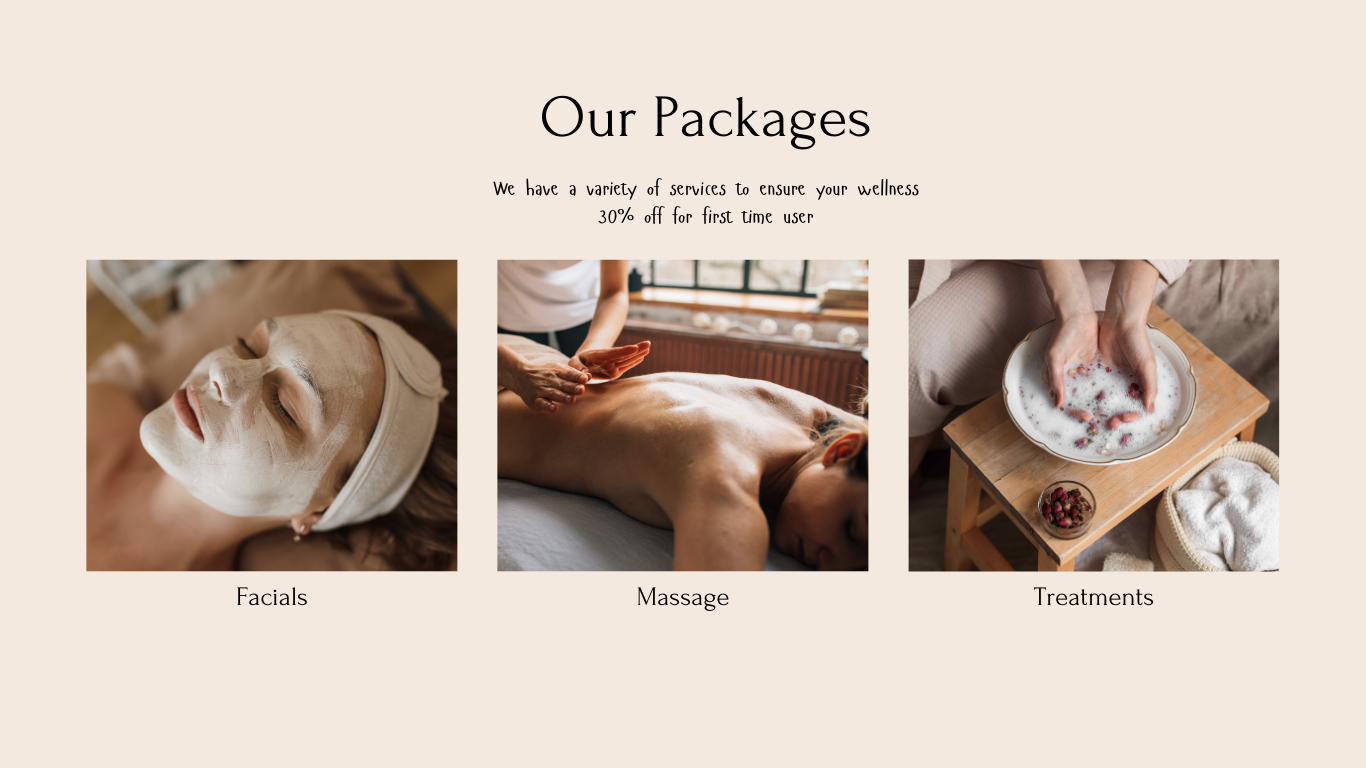 Our Packages
We have a variety of services to ensure your wellness
30% off for first time user
Facials
Massage
Treatments